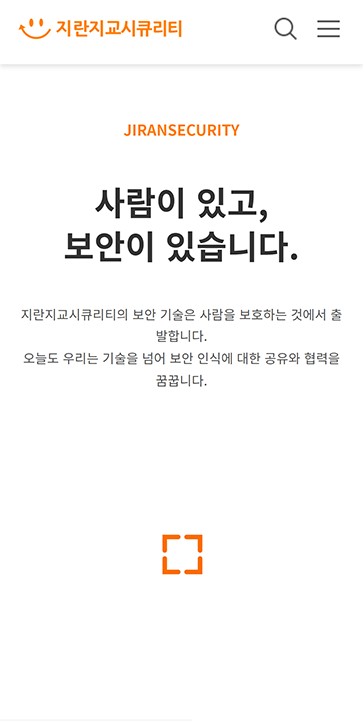 지란지교시큐리티
JIRANSECURITY
사람이 있고,
보안이 있습니다.
지란지교시큐리티의 보안 기술은 사람을 보호하는 것에서 출
발합니다.
오늘도 우리는 기술을 넘어 보안 인식에 대한 공유와 협력을
꿈꿉니다.